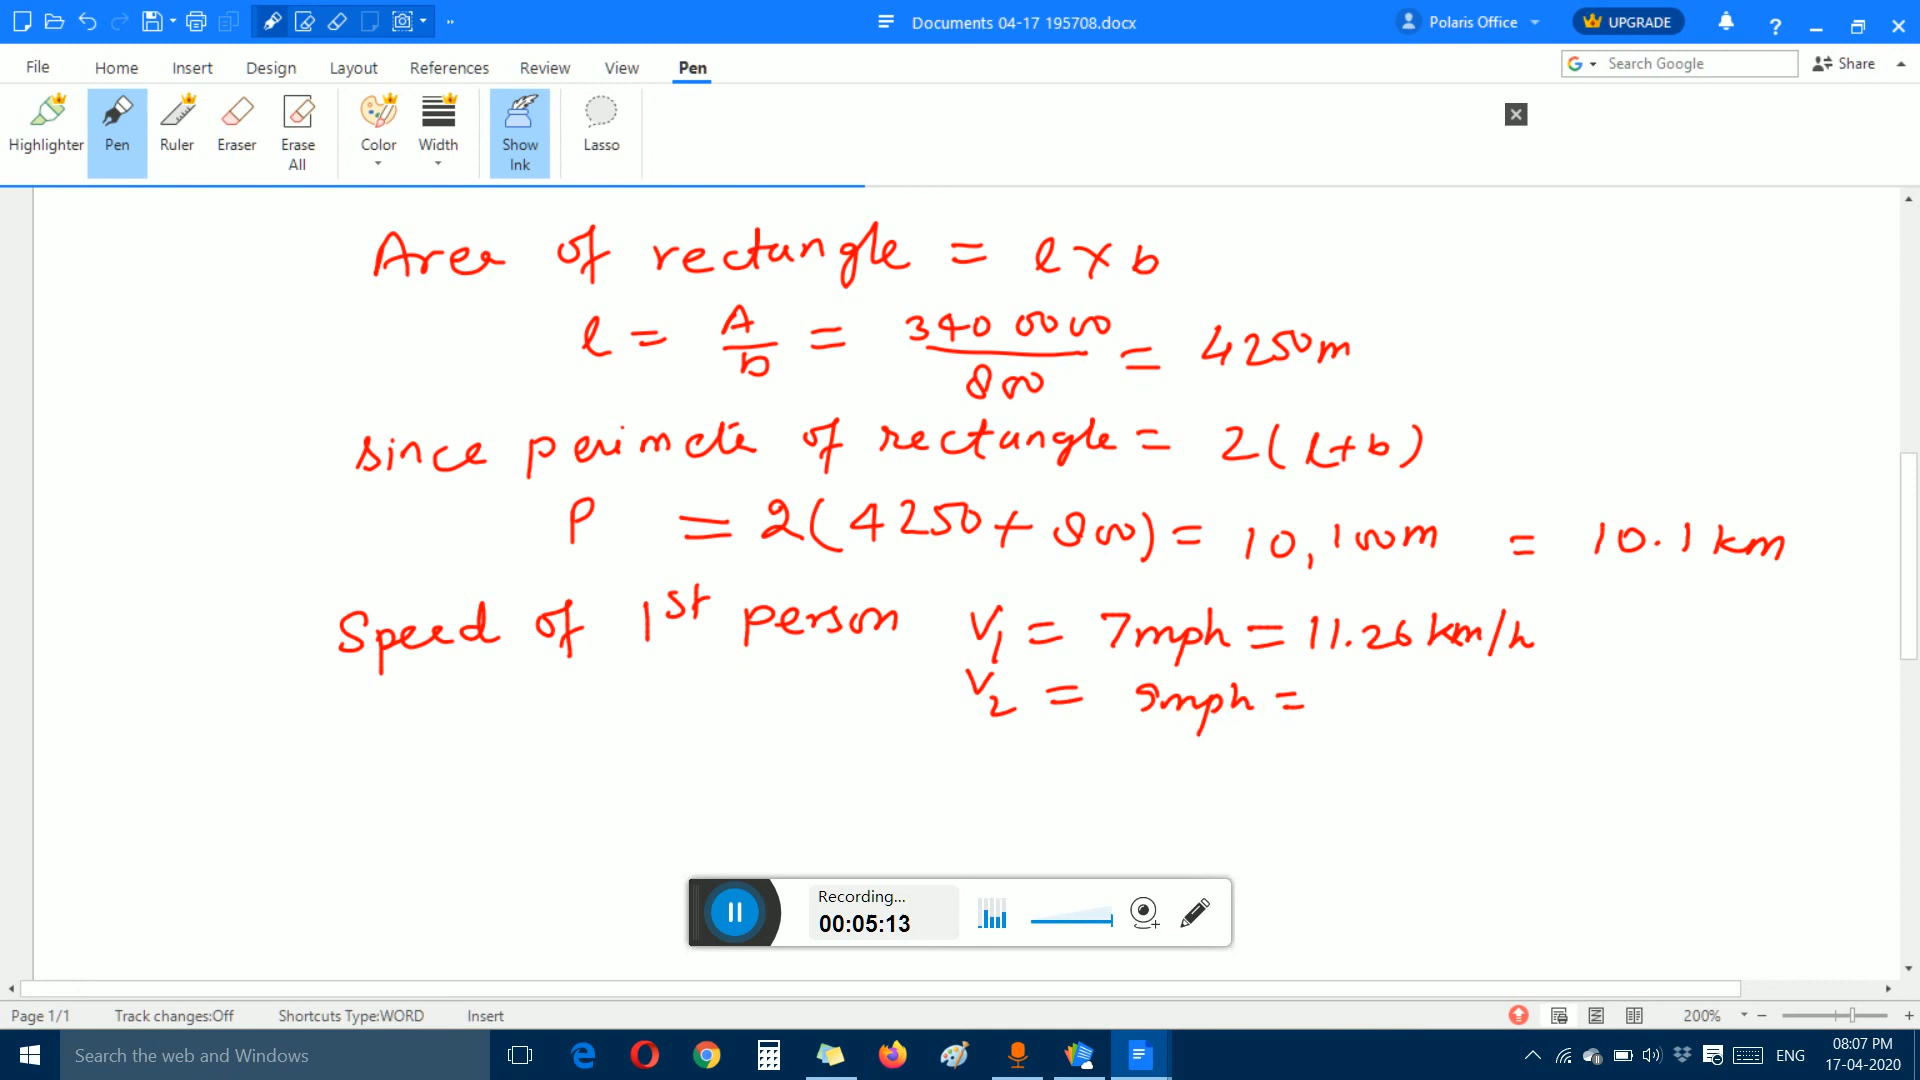 Documents 04-17 195708.docx
Polaris Office
UPGRADE
File Home Insert Design Layout References Review View Pen
Search Google
Share
Highlighter Pen Ruler Eraser Erase All Color Width Show Ink Lasso
Area of rectangle = l × b
l = A/b = 3400000/800 = 4250m
since perimete of rectangle = 2(l+b)
P = 2(4250+800) = 10,100m = 10.1 km
Speed of 1st person V1 = 7mph = 11.26 km/h
V2 = 9mph =
Recording...
00:05:13
Page 1/1 Track changes:Off Shortcuts Type:WORD Insert 200%
Search the web and Windows
ENG
08:07 PM
17-04-2020